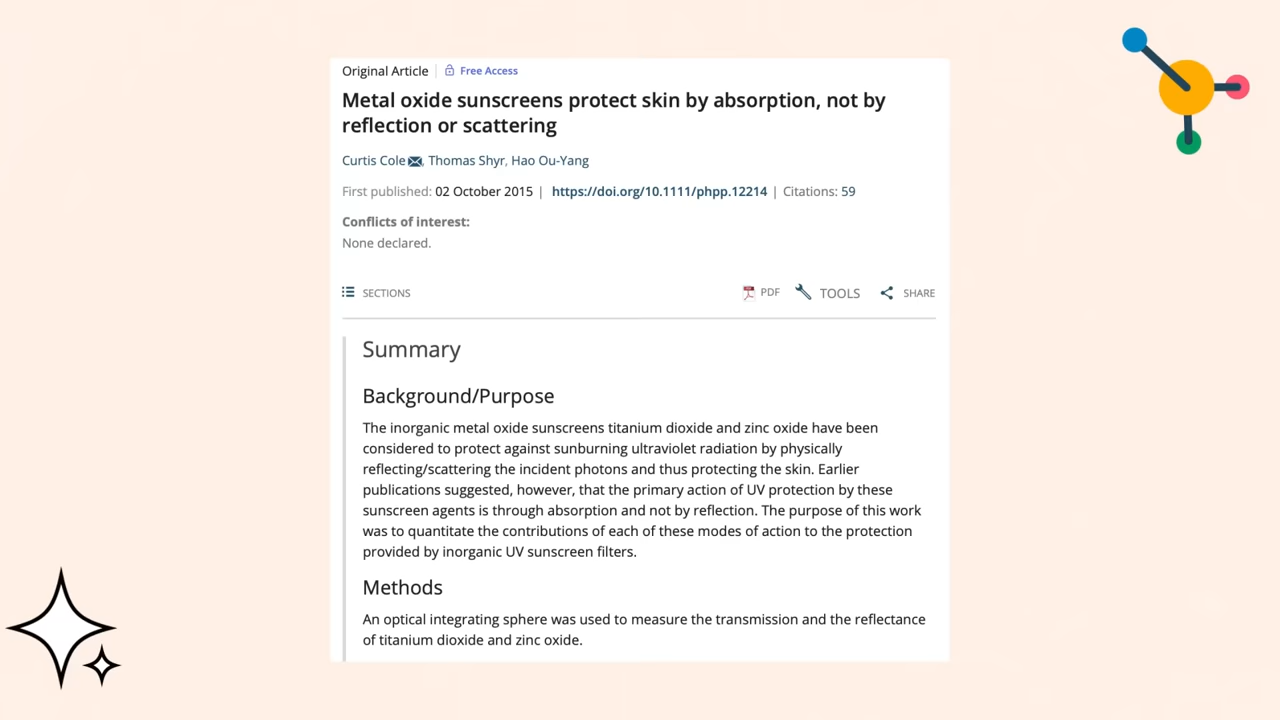 Original Article | Free Access
Metal oxide sunscreens protect skin by absorption, not by
reflection or scattering
Curtis Cole, Thomas Shyr, Hao Ou-Yang
First published: 02 October 2015 | https://doi.org/10.1111/phpp.12214 | Citations: 59
Conflicts of interest:
None declared.
SECTIONS PDF TOOLS SHARE
Summary
Background/Purpose
The inorganic metal oxide sunscreens titanium dioxide and zinc oxide have been
considered to protect against sunburning ultraviolet radiation by physically
reflecting/scattering the incident photons and thus protecting the skin. Earlier
publications suggested, however, that the primary action of UV protection by these
sunscreen agents is through absorption and not by reflection. The purpose of this work
was to quantitate the contributions of each of these modes of action to the protection
provided by inorganic UV sunscreen filters.
Methods
An optical integrating sphere was used to measure the transmission and the reflectance
of titanium dioxide and zinc oxide.